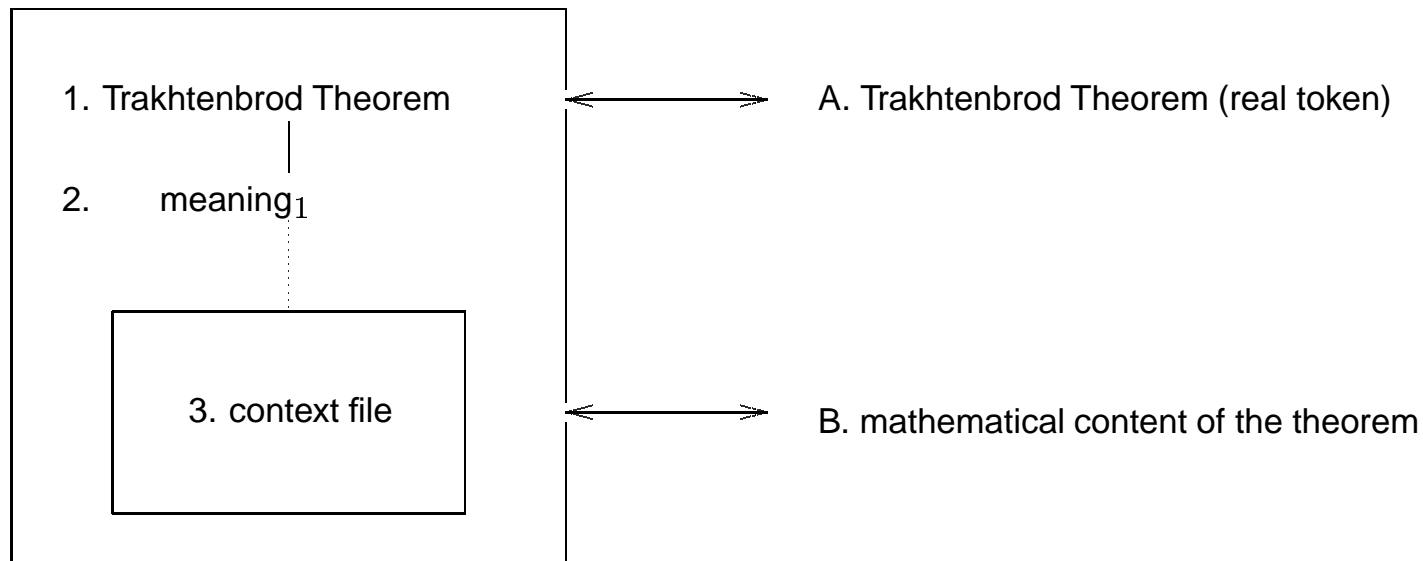 1. Trakhtenbrod Theorem
A. Trakhtenbrod Theorem (real token)
2. meaning₁
3. context file
B. mathematical content of the theorem